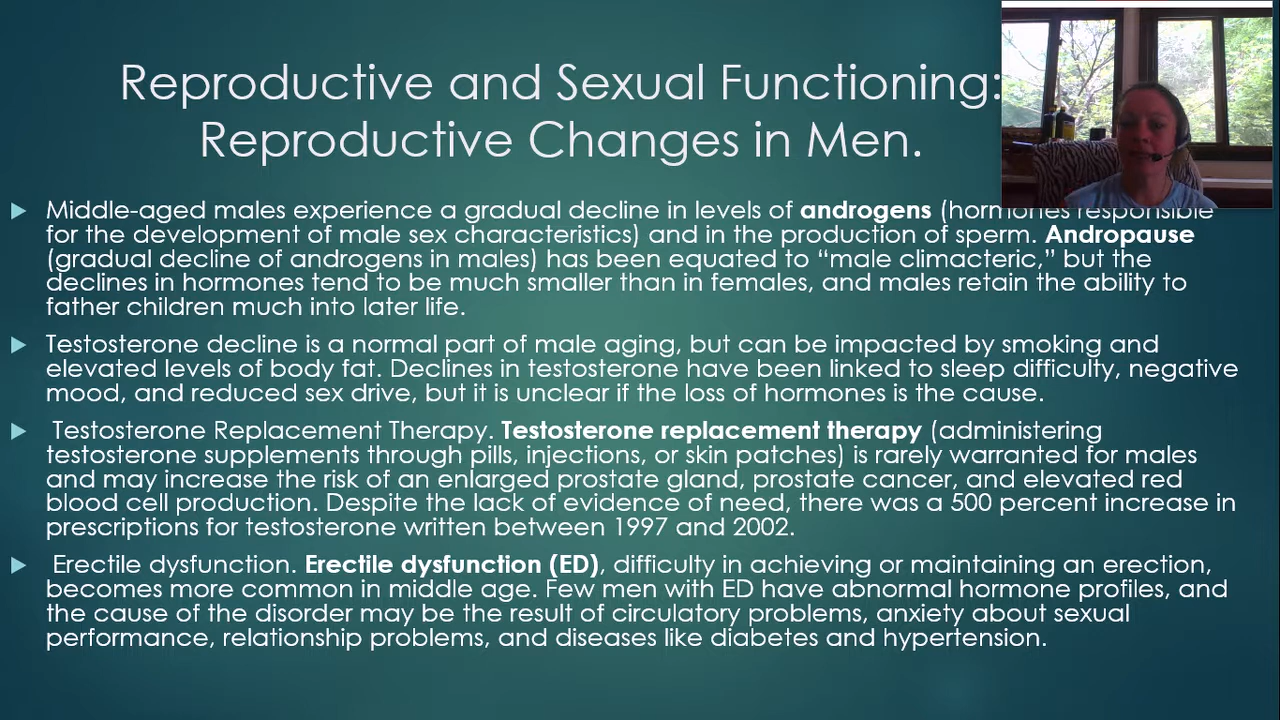 Reproductive and Sexual Functioning:
Reproductive Changes in Men.
Middle-aged males experience a gradual decline in levels of androgens (hormones responsible
for the development of male sex characteristics) and in the production of sperm. Andropause
(gradual decline of androgens in males) has been equated to “male climacteric,” but the
declines in hormones tend to be much smaller than in females, and males retain the ability to
father children much into later life.
Testosterone decline is a normal part of male aging, but can be impacted by smoking and
elevated levels of body fat. Declines in testosterone have been linked to sleep difficulty, negative
mood, and reduced sex drive, but it is unclear if the loss of hormones is the cause.
Testosterone Replacement Therapy. Testosterone replacement therapy (administering
testosterone supplements through pills, injections, or skin patches) is rarely warranted for males
and may increase the risk of an enlarged prostate gland, prostate cancer, and elevated red
blood cell production. Despite the lack of evidence of need, there was a 500 percent increase in
prescriptions for testosterone written between 1997 and 2002.
Erectile dysfunction. Erectile dysfunction (ED), difficulty in achieving or maintaining an erection,
becomes more common in middle age. Few men with ED have abnormal hormone profiles, and
the cause of the disorder may be the result of circulatory problems, anxiety about sexual
performance, relationship problems, and diseases like diabetes and hypertension.